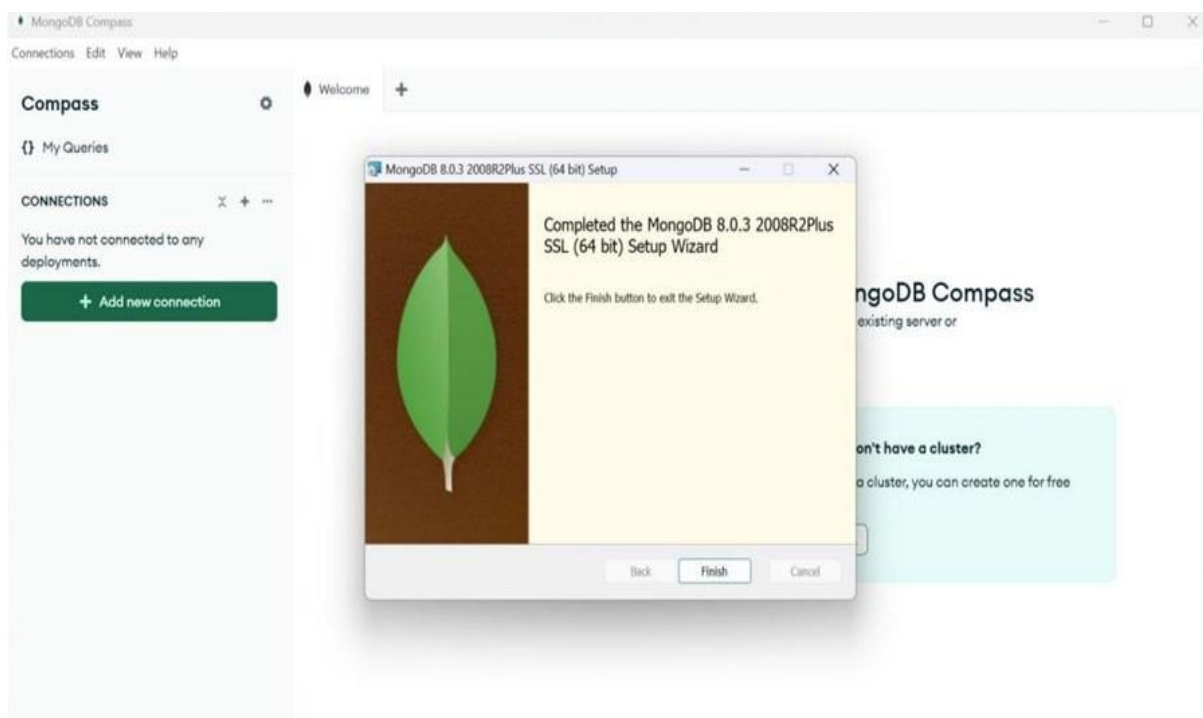 MongoDB Compass
Connections Edit View Help
Compass
{} My Queries
CONNECTIONS
You have not connected to any
deployments.
+ Add new connection
Welcome +
MongoDB 8.0.3 2008R2Plus SSL (64 bit) Setup
Completed the MongoDB 8.0.3 2008R2Plus
SSL (64 bit) Setup Wizard
Click the Finish button to exit the Setup Wizard.
Back Finish Cancel
ngoDB Compass
existing server or
on't have a cluster?
a cluster, you can create one for free